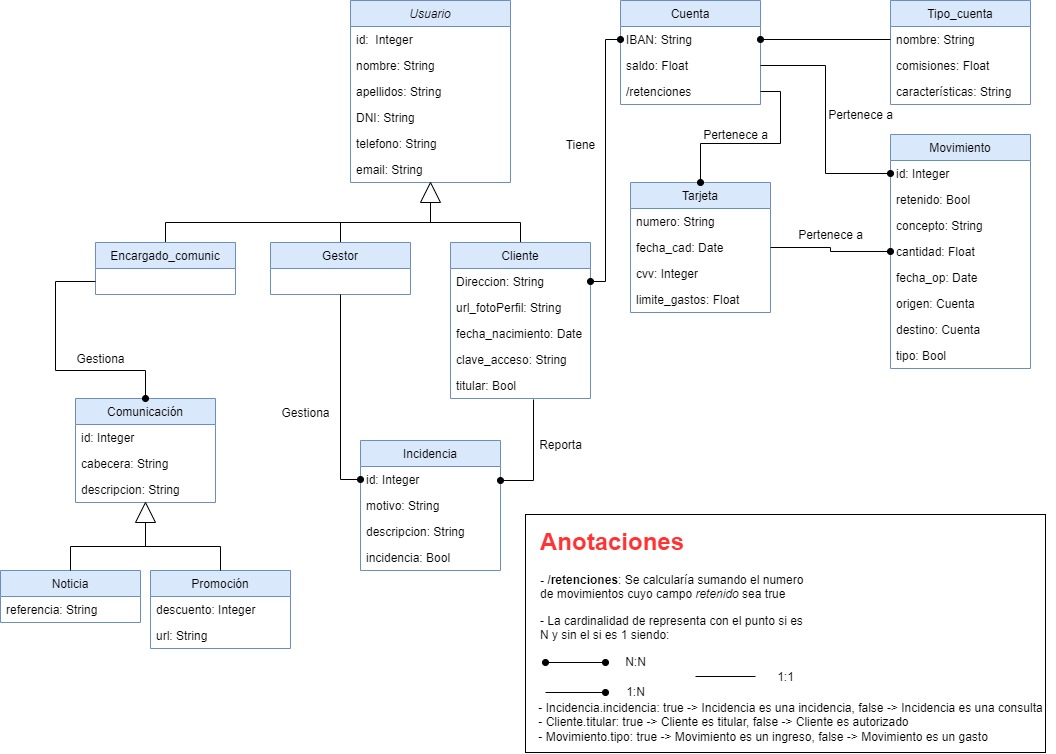 Usuario
id:  Integer
nombre: String
apellidos: String
DNI: String
telefono: String
email: String
Cuenta
IBAN: String
saldo: Float
/retenciones
Tipo_cuenta
nombre: String
comisiones: Float
características: String
Tiene
Pertenece a
Pertenece a
Movimiento
id: Integer
retenido: Bool
concepto: String
cantidad: Float
fecha_op: Date
origen: Cuenta
destino: Cuenta
tipo: Bool
Tarjeta
numero: String
fecha_cad: Date
cvv: Integer
limite_gastos: Float
Pertenece a
Encargado_comunic
Gestor
Cliente
Direccion: String
url_fotoPerfil: String
fecha_nacimiento: Date
clave_acceso: String
titular: Bool
Gestiona
Comunicación
id: Integer
cabecera: String
descripcion: String
Gestiona
Reporta
Incidencia
id: Integer
motivo: String
descripcion: String
incidencia: Bool
Noticia
referencia: String
Promoción
descuento: Integer
url: String
Anotaciones
- /retenciones: Se calcularía sumando el numero
de movimientos cuyo campo retenido sea true
- La cardinalidad de representa con el punto si es
N y sin el si es 1 siendo:
N:N
1:1
1:N
- Incidencia.incidencia: true -> Incidencia es una incidencia, false -> Incidencia es una consulta
- Cliente.titular: true -> Cliente es titular, false -> Cliente es autorizado
- Movimiento.tipo: true -> Movimiento es un ingreso, false -> Movimiento es un gasto